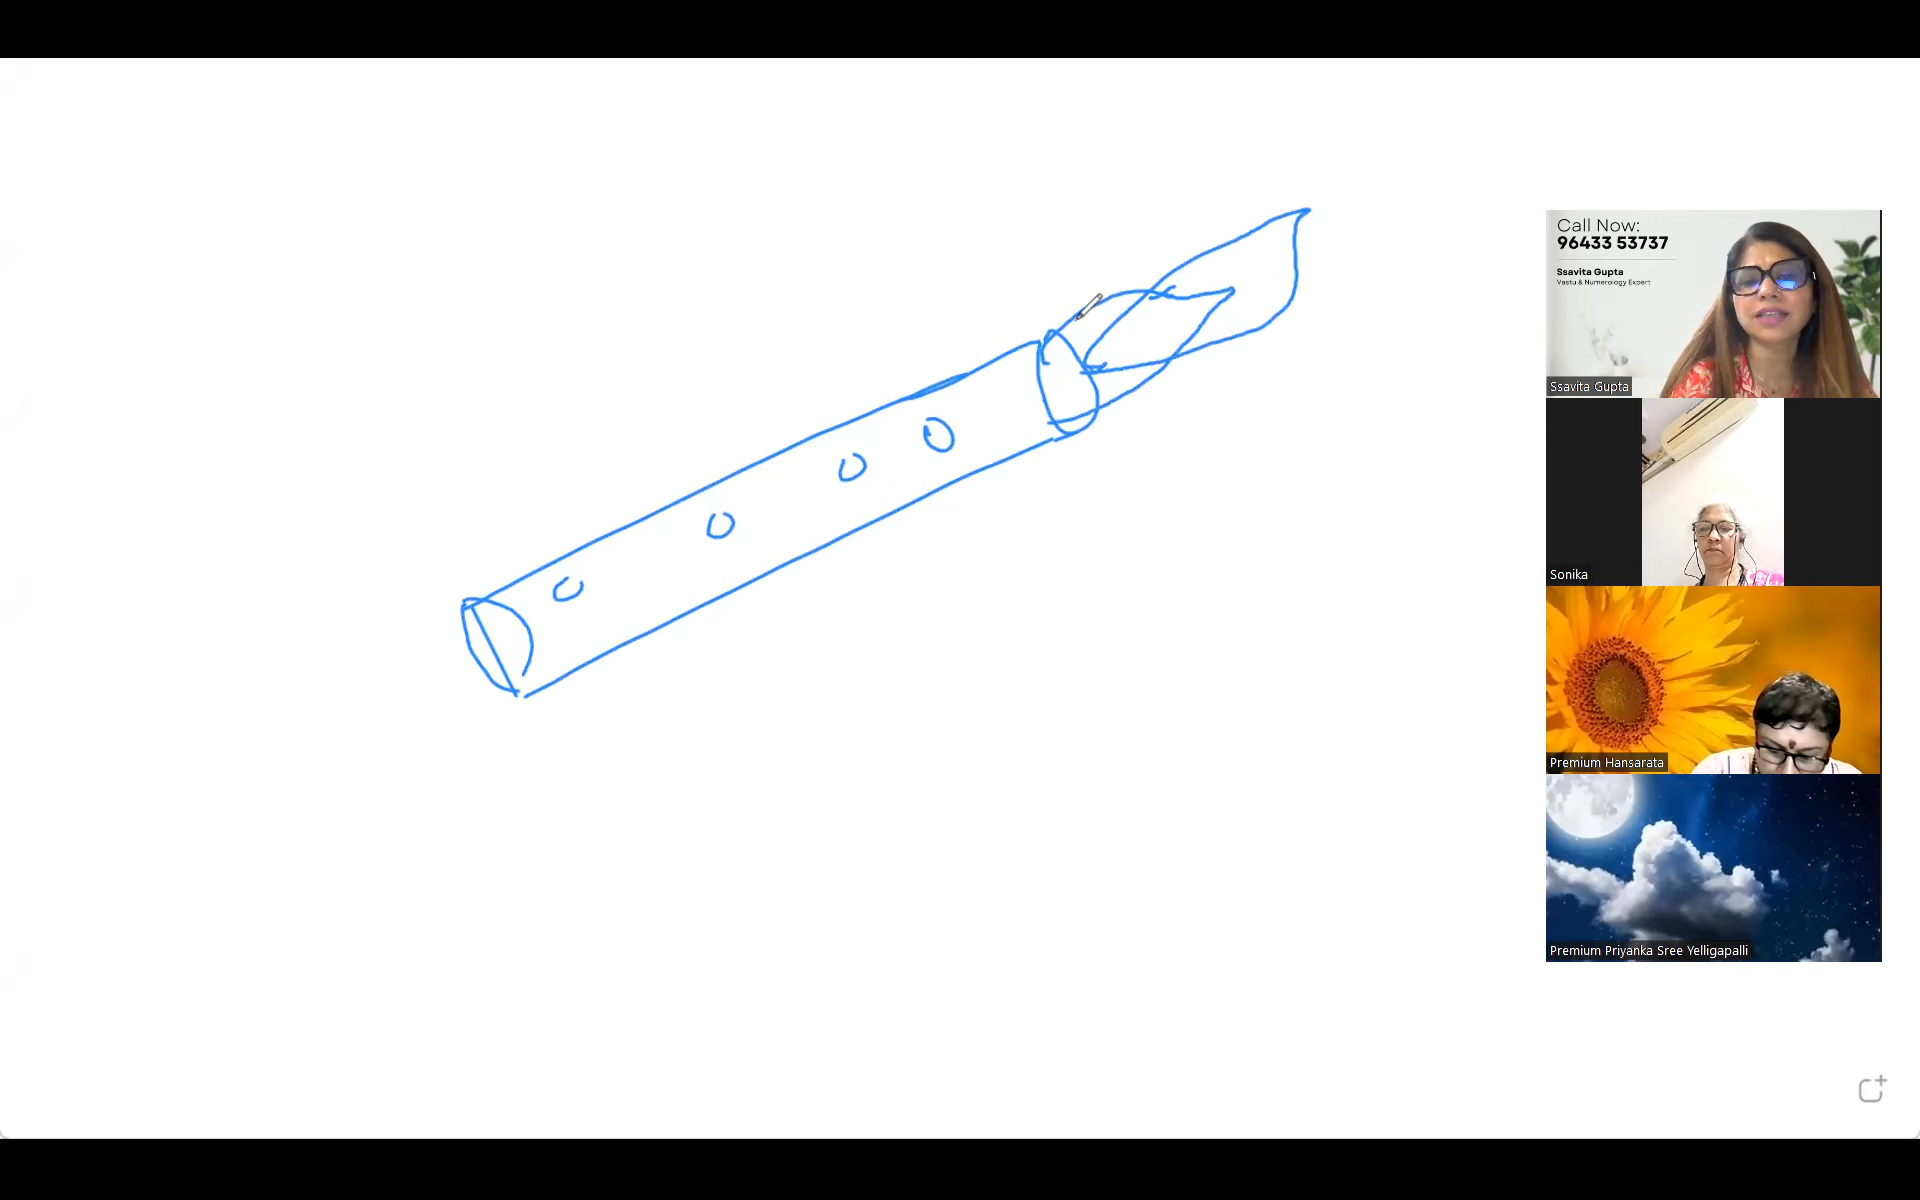 Call Now:
96433 53737
Ssavita Gupta
Vastu & Numerology Expert
Ssavita Gupta
Sonika
Premium Hansarata
Premium Priyanka Sree Yelligapalli